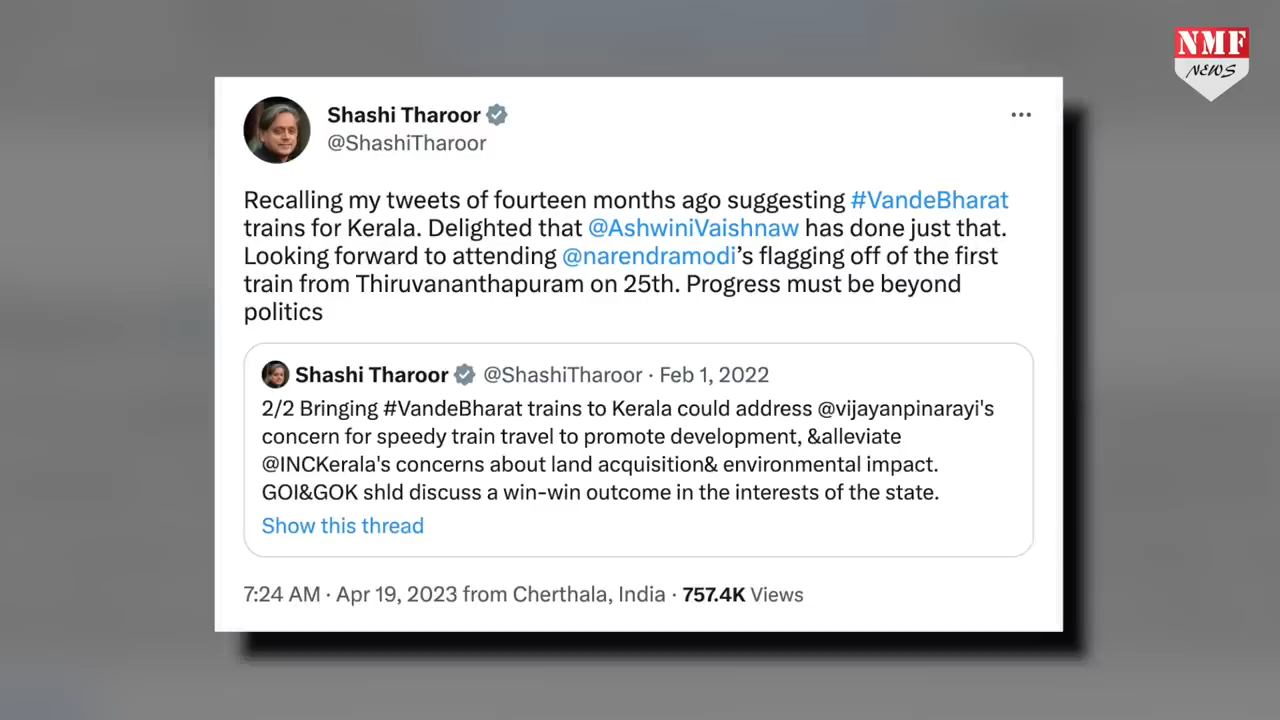 NMF
NEWS
Shashi Tharoor
@ShashiTharoor
Recalling my tweets of fourteen months ago suggesting #VandeBharat
trains for Kerala. Delighted that @AshwiniVaishnaw has done just that.
Looking forward to attending @narendramodi’s flagging off of the first
train from Thiruvananthapuram on 25th. Progress must be beyond
politics
Shashi Tharoor @ShashiTharoor · Feb 1, 2022
2/2 Bringing #VandeBharat trains to Kerala could address @vijayanpinarayi's
concern for speedy train travel to promote development, &alleviate
@INCKerala's concerns about land acquisition& environmental impact.
GOI&GOK shld discuss a win-win outcome in the interests of the state.
Show this thread
7:24 AM · Apr 19, 2023 from Cherthala, India · 757.4K Views